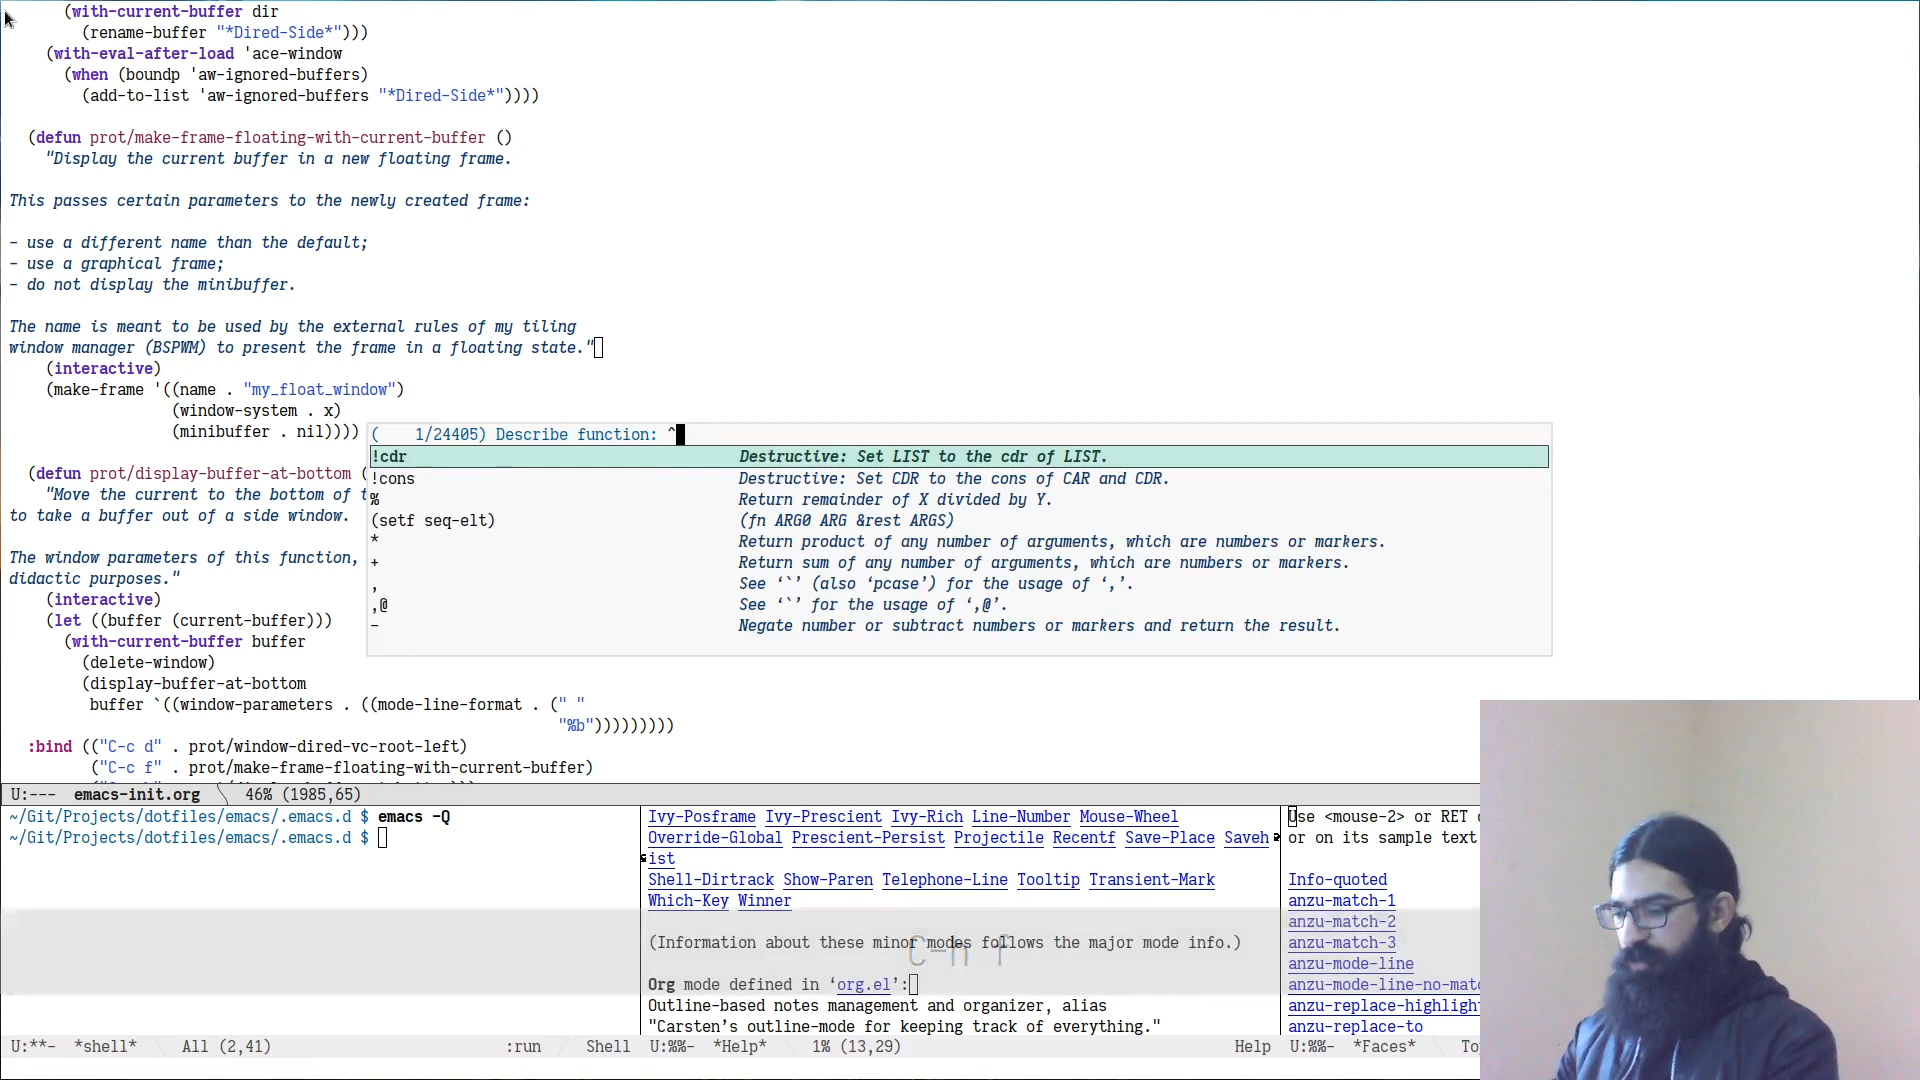 (with-current-buffer dir
(rename-buffer "*Dired-Side*")))
(with-eval-after-load 'ace-window
(when (boundp 'aw-ignored-buffers)
(add-to-list 'aw-ignored-buffers "*Dired-Side*"))))
(defun prot/make-frame-floating-with-current-buffer ()
"Display the current buffer in a new floating frame.
This passes certain parameters to the newly created frame:
- use a different name than the default;
- use a graphical frame;
- do not display the minibuffer.
The name is meant to be used by the external rules of my tiling
window manager (BSPWM) to present the frame in a floating state."
(interactive)
(make-frame '((name . "my_float_window")
(window-system . x)
(minibuffer . nil))))
(defun prot/display-buffer-at-bottom (
"Move the current to the bottom of t
to take a buffer out of a side window.
The window parameters of this function,
didactic purposes."
(interactive)
(let ((buffer (current-buffer)))
(with-current-buffer buffer
(delete-window)
(display-buffer-at-bottom
buffer `((window-parameters . ((mode-line-format . (" "
"%b")))))))))
:bind (("C-c d" . prot/window-dired-vc-root-left)
("C-c f" . prot/make-frame-floating-with-current-buffer)
( 1/24405) Describe function: ^
!cdr Destructive: Set LIST to the cdr of LIST.
!cons Destructive: Set CDR to the cons of CAR and CDR.
% Return remainder of X divided by Y.
(setf seq-elt) (fn ARG0 ARG &rest ARGS)
* Return product of any number of arguments, which are numbers or markers.
+ Return sum of any number of arguments, which are numbers or markers.
, See ‘`’ (also ‘pcase’) for the usage of ‘,’.
,@ See ‘`’ for the usage of ‘,@’.
- Negate number or subtract numbers or markers and return the result.
U:--- emacs-init.org 46% (1985,65)
~/Git/Projects/dotfiles/emacs/.emacs.d $ emacs -Q
~/Git/Projects/dotfiles/emacs/.emacs.d $
U:**- *shell* All (2,41) :run Shell
Ivy-Posframe Ivy-Prescient Ivy-Rich Line-Number Mouse-Wheel
Override-Global Prescient-Persist Projectile Recentf Save-Place Saveh
ist
Shell-Dirtrack Show-Paren Telephone-Line Tooltip Transient-Mark
Which-Key Winner
(Information about these minor modes follows the major mode info.)
C-h f
Org mode defined in ‘org.el’:
Outline-based notes management and organizer, alias
"Carsten’s outline-mode for keeping track of everything."
U:%%- *Help* 1% (13,29) Help
Use <mouse-2> or RET
or on its sample text
Info-quoted
anzu-match-1
anzu-match-2
anzu-match-3
anzu-mode-line
anzu-mode-line-no-matc
anzu-replace-highligh
anzu-replace-to
U:%%- *Faces* To